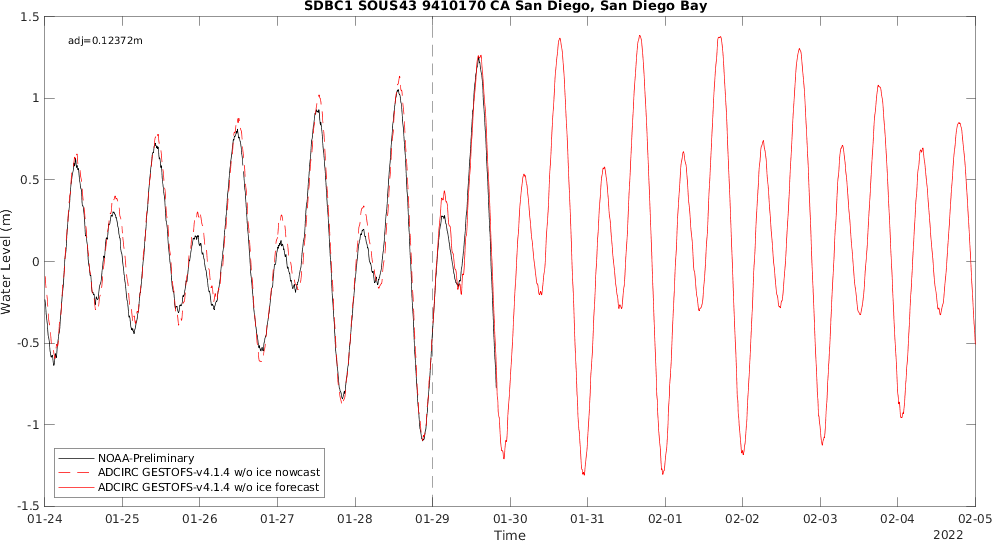 SDBC1 SOUS43 9410170 CA San Diego, San Diego Bay
adj=0.12372m
1.5
1
0.5
0
-0.5
-1
-1.5
Water Level (m)
NOAA-Preliminary
ADCIRC GESTOFS-v4.1.4 w/o ice nowcast
ADCIRC GESTOFS-v4.1.4 w/o ice forecast
01-24 01-25 01-26 01-27 01-28 01-29 01-30 01-31 02-01 02-02 02-03 02-04 02-05
Time
2022